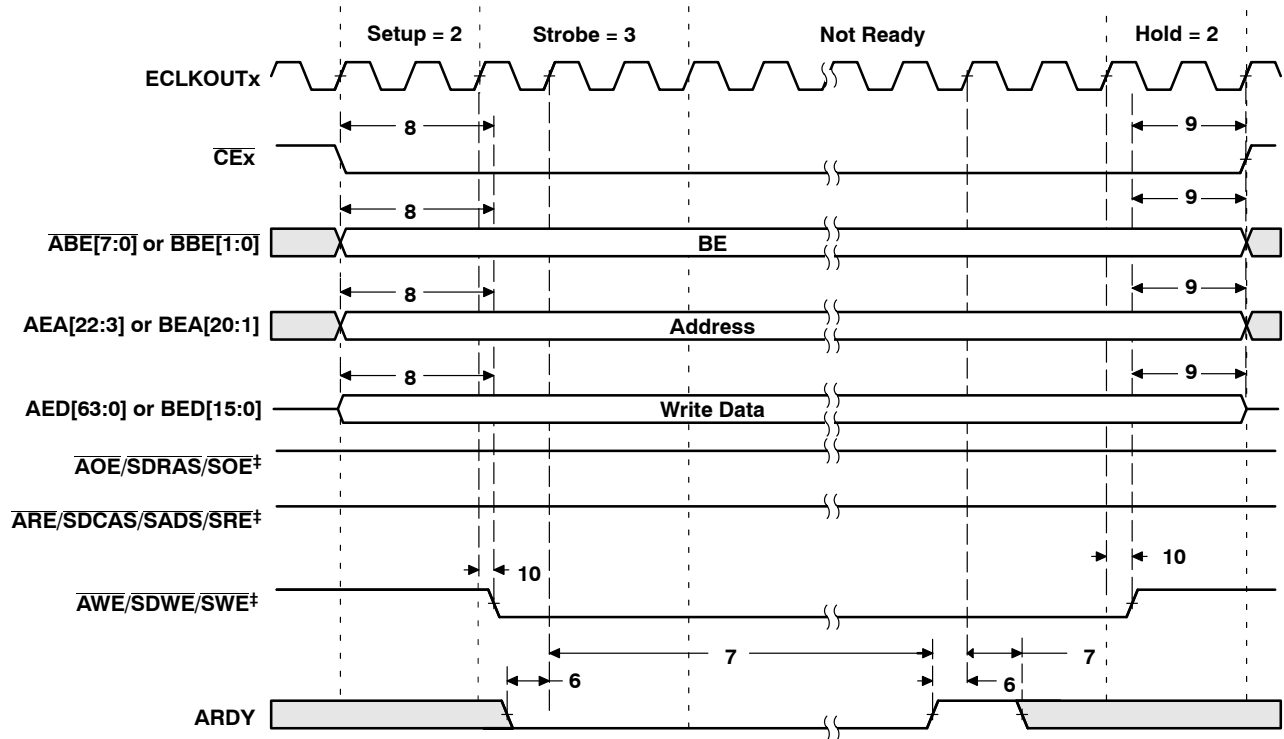 Setup = 2 Strobe = 3 Not Ready Hold = 2
ECLKOUTx
8 9
CEx
8 9
ABE[7:0] or BBE[1:0] BE
8 9
AEA[22:3] or BEA[20:1] Address
8 9
AED[63:0] or BED[15:0] Write Data
AOE/SDRAS/SOE‡
ARE/SDCAS/SADS/SRE‡
10 10
AWE/SDWE/SWE‡
7 7
6 6
ARDY